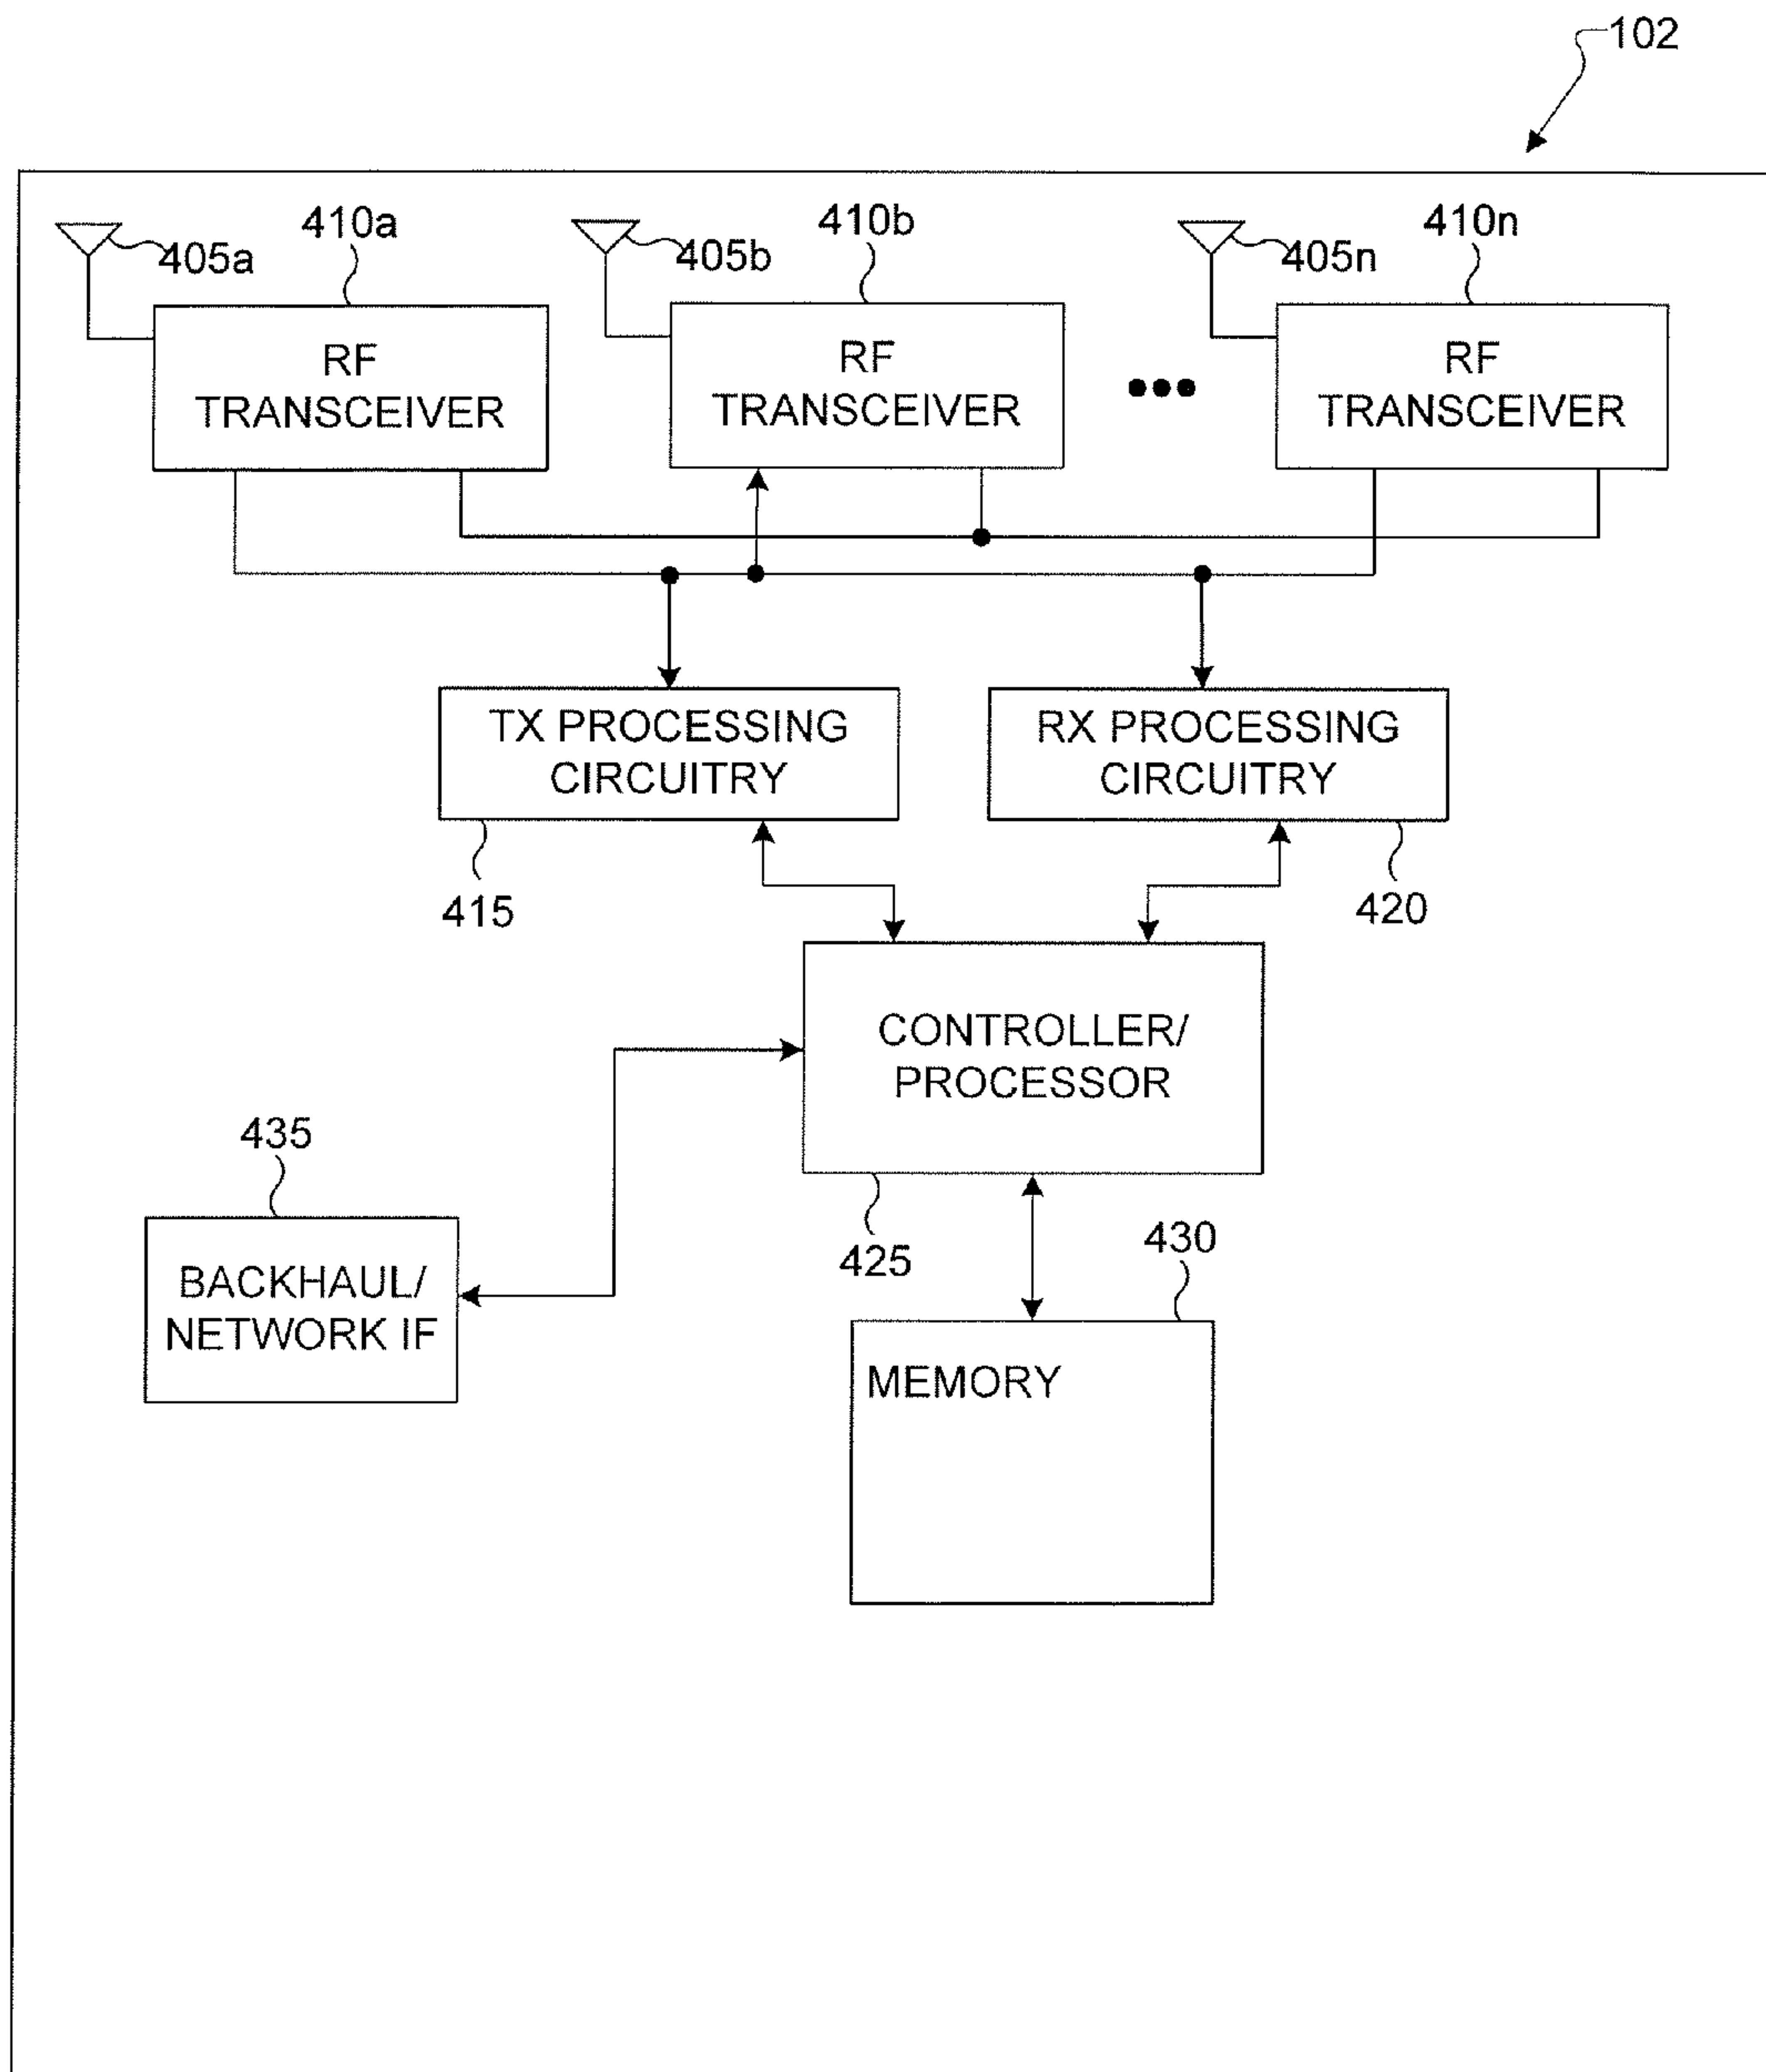 102
405a
410a
405b
410b
405n
410n
RF
TRANSCEIVER
RF
TRANSCEIVER
RF
TRANSCEIVER
TX PROCESSING
CIRCUITRY
RX PROCESSING
CIRCUITRY
415
420
CONTROLLER/
PROCESSOR
435
425
430
BACKHAUL/
NETWORK IF
MEMORY